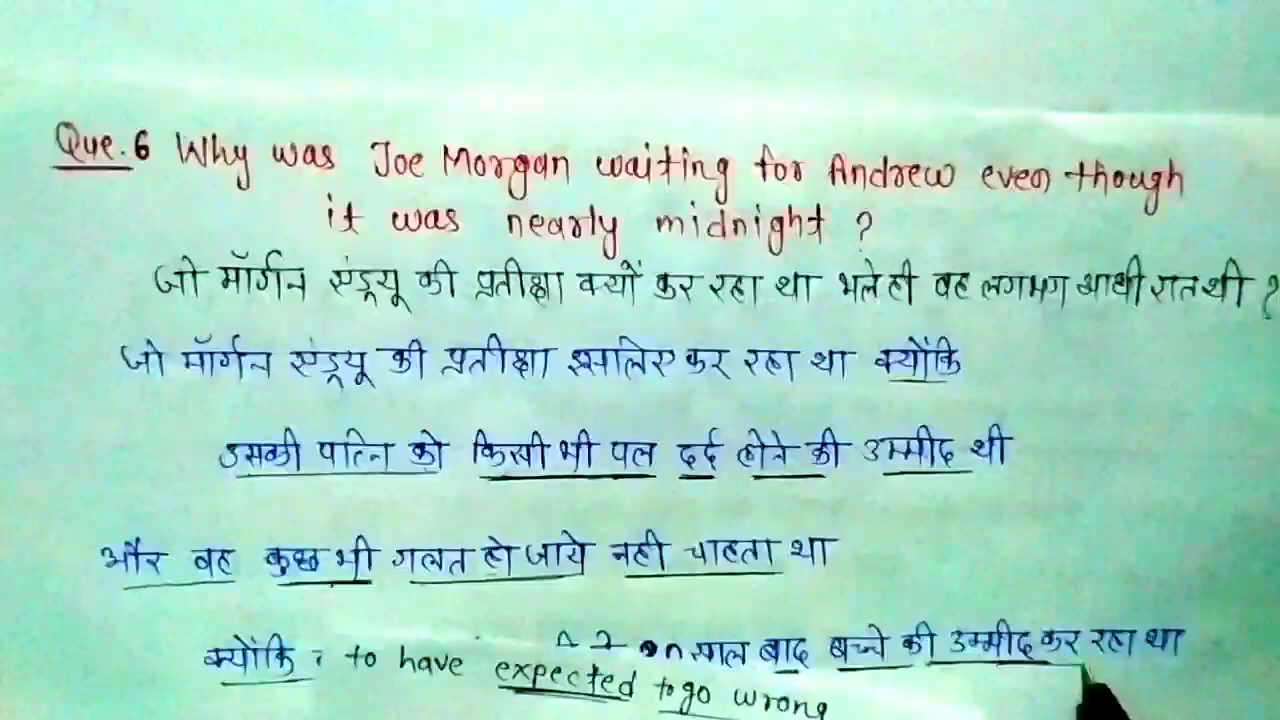 Que.6 Why was Joe Morgan waiting for Andrew even though
it was nearly midnight ?
जो मॉर्गन एंड्रयू की प्रतीक्षा क्यों कर रहा था भले ही वह लगभग आधी रात थी ?
जो मॉर्गन एंड्रयू की प्रतीक्षा इसलिए कर रहा था क्योंकि
उसकी पत्नि को किसी भी पल दर्द होने की उम्मीद थी
और वह कुछ भी गलत हो जाये नही चाहता था
क्योंकि साल बाद बच्चे की उम्मीद कर रहा था
to have expected to go wrong